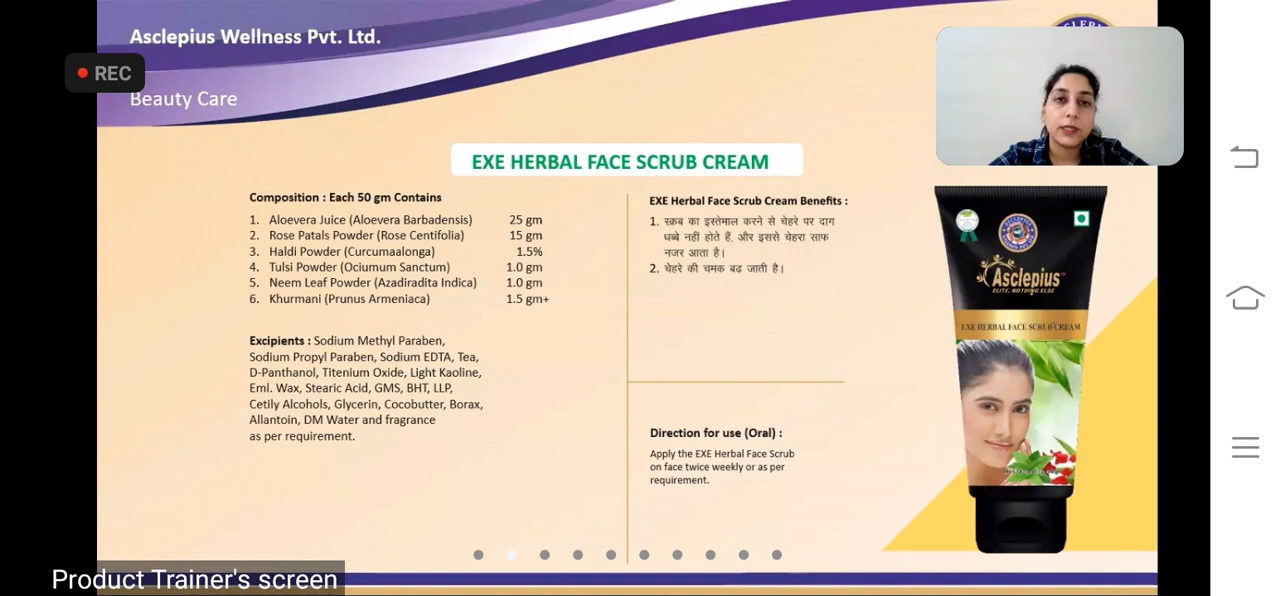 Asclepius Wellness Pvt. Ltd.
REC
Beauty Care
EXE HERBAL FACE SCRUB CREAM
Composition : Each 50 gm Contains
1. Aloevera Juice (Aloevera Barbadensis) 25 gm
2. Rose Patals Powder (Rose Centifolia) 15 gm
3. Haldi Powder (Curcumaalonga) 1.5%
4. Tulsi Powder (Ociumum Sanctum) 1.0 gm
5. Neem Leaf Powder (Azadiradita Indica) 1.0 gm
6. Khurmani (Prunus Armeniaca) 1.5 gm+
Excipients : Sodium Methyl Paraben,
Sodium Propyl Paraben, Sodium EDTA, Tea,
D-Panthanol, Titenium Oxide, Light Kaoline,
Eml. Wax, Stearic Acid, GMS, BHT, LLP,
Cetily Alcohols, Glycerin, Cocobutter, Borax,
Allantoin, DM Water and fragrance
as per requirement.
EXE Herbal Face Scrub Cream Benefits :
1. स्क्रब का इस्तेमाल करने से चेहरे पर दाग
धब्बे नहीं होते हैं, और इससे चेहरा साफ
नजर आता है।
2. चेहरे की चमक बढ़ जाती है।
Direction for use (Oral) :
Apply the EXE Herbal Face Scrub
on face twice weekly or as per
requirement.
Asclepius™
ELITE, NOTHING ELSE
EXE HERBAL FACE SCRUB CREAM
Product Trainer's screen